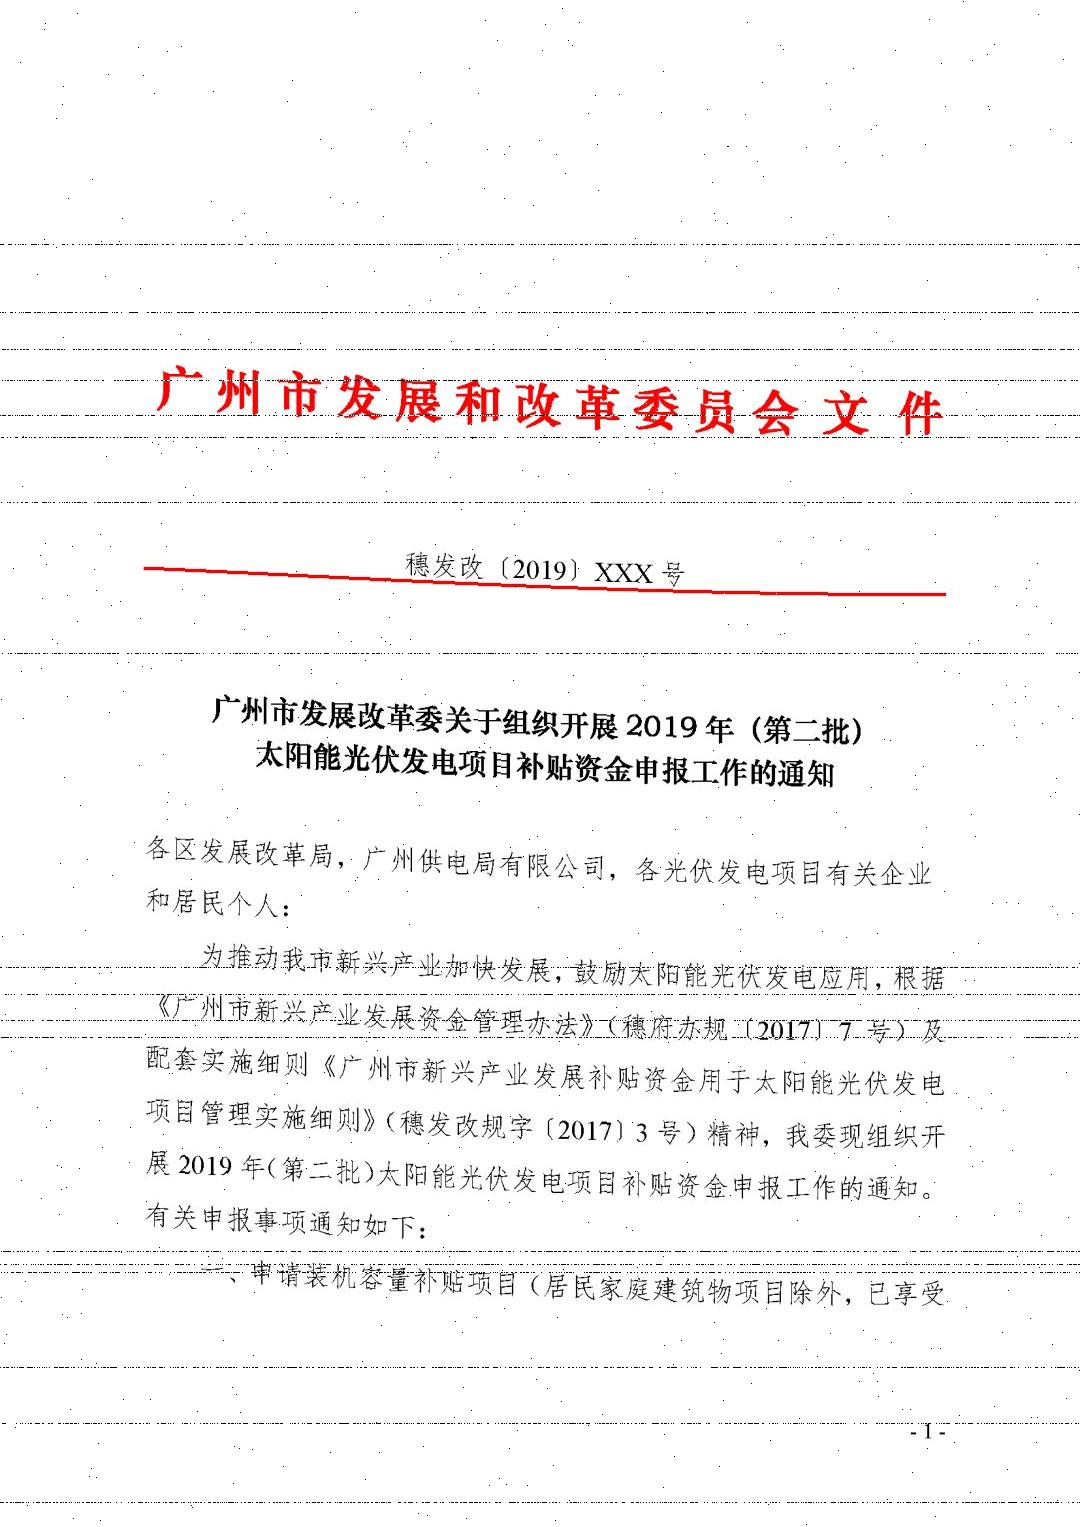 广州市发展和改革委员会文件
穗发改〔2019〕XXX号
广州市发展改革委关于组织开展2019年（第二批）
太阳能光伏发电项目补贴资金申报工作的通知
各区发展改革局，广州供电局有限公司，各光伏发电项目有关企业
和居民个人：
为推动我市新兴产业加快发展，鼓励太阳能光伏发电应用，根据
《广州市新兴产业发展资金管理办法》（穗府办规〔2017〕7 号）及
配套实施细则《广州市新兴产业发展补贴资金用于太阳能光伏发电
项目管理实施细则》（穗发改规字〔2017〕3号）精神，我委现组织开
展2019年（第二批）太阳能光伏发电项目补贴资金申报工作的通知。
有关申报事项通知如下：
一、申请装机容量补贴项目（居民家庭建筑物项目除外，已享受
- 1 -